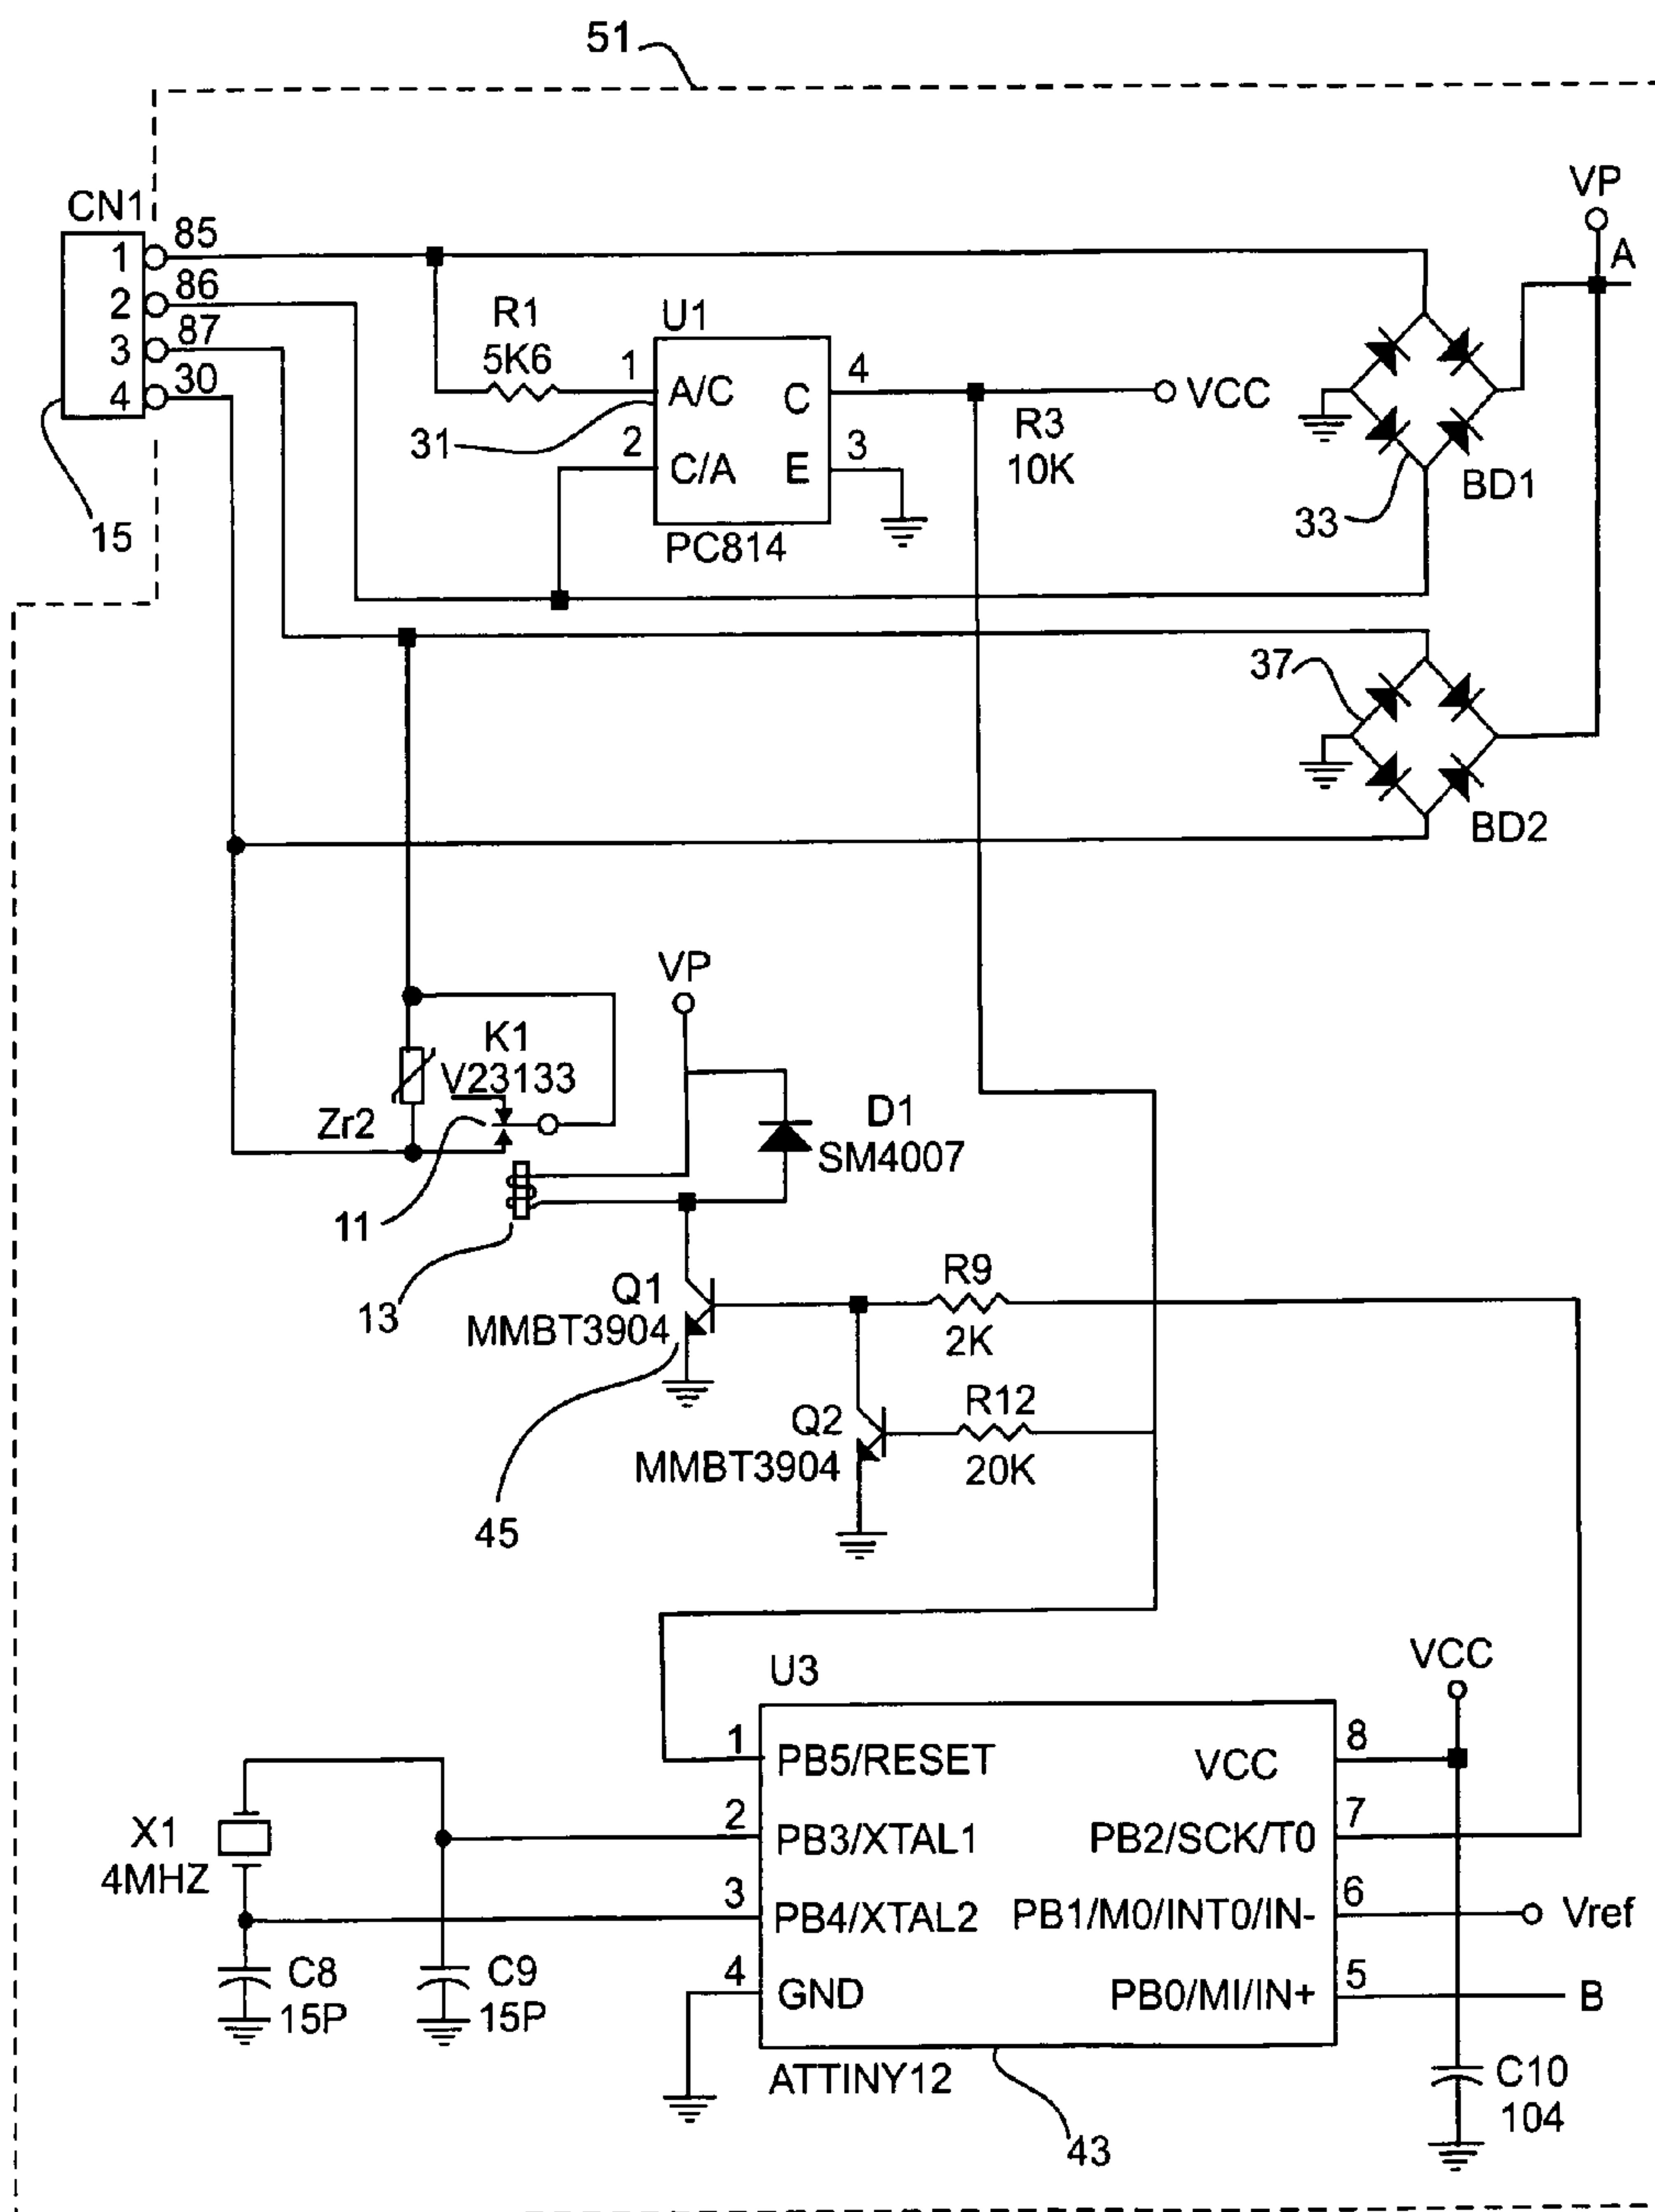 51
CN1
VP
A
1 85
2 86
3 87
4 30
15
R1
5K6
U1
1
A/C
C
4
VCC
31
2
C/A
E
3
PC814
R3
10K
33
BD1
37
BD2
VP
K1
V23133
Zr2
D1
SM4007
11
13
Q1
MMBT3904
R9
2K
45
Q2
MMBT3904
R12
20K
U3
VCC
1
PB5/RESET
VCC
8
X1
4MHZ
2
PB3/XTAL1
PB2/SCK/T0
7
3
PB4/XTAL2
PB1/M0/INT0/IN-
6
Vref
C8
15P
C9
15P
4
GND
PB0/MI/IN+
5
B
ATTINY12
C10
104
43